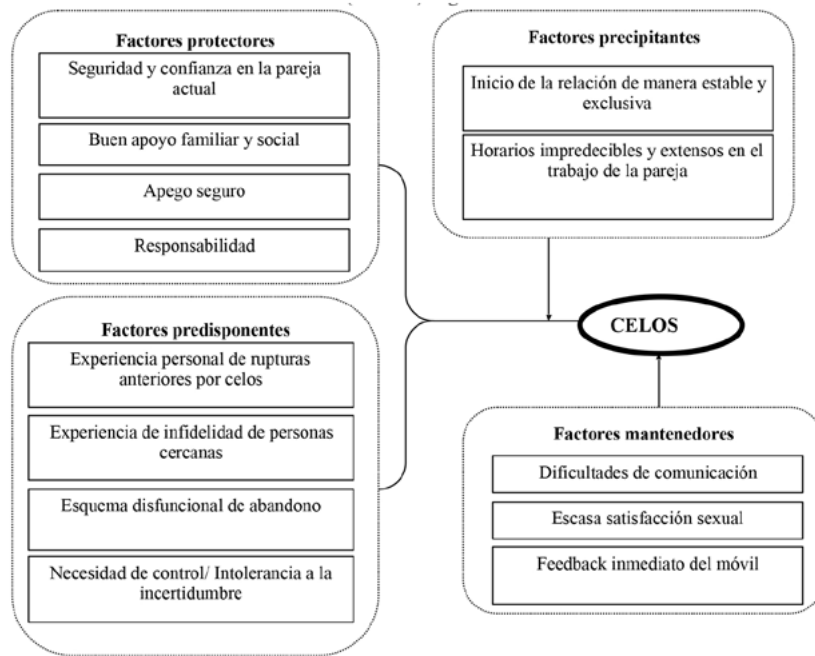 Factores protectores
Seguridad y confianza en la pareja
actual
Buen apoyo familiar y social
Apego seguro
Responsabilidad
Factores precipitantes
Inicio de la relación de manera estable y
exclusiva
Horarios impredecibles y extensos en el
trabajo de la pareja
Factores predisponentes
Experiencia personal de rupturas
anteriores por celos
Experiencia de infidelidad de personas
cercanas
Esquema disfuncional de abandono
Necesidad de control/ Intolerancia a la
incertidumbre
CELOS
Factores mantenedores
Dificultades de comunicación
Escasa satisfacción sexual
Feedback inmediato del móvil